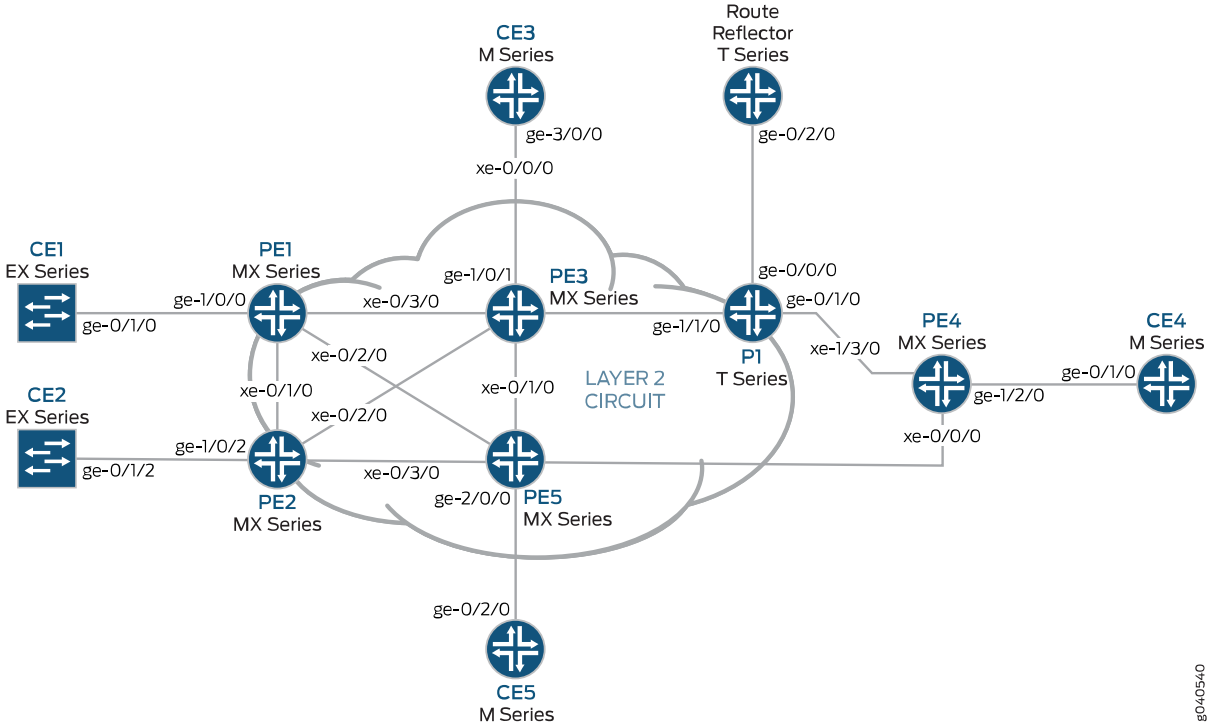 CE3
M Series
Route
Reflector
T Series
ge-3/0/0
ge-0/2/0
xe-0/0/0
CE1
EX Series
PE1
MX Series
ge-1/0/1
PE3
MX Series
ge-0/0/0
ge-1/0/0
xe-0/3/0
ge-0/1/0
ge-0/1/0
ge-1/1/0
PE4
MX Series
CE4
M Series
xe-0/2/0
xe-1/3/0
P1
T Series
LAYER 2
CIRCUIT
xe-0/1/0
xe-0/1/0
ge-0/1/0
ge-1/2/0
CE2
EX Series
xe-0/2/0
xe-0/0/0
ge-1/0/2
ge-0/1/2
xe-0/3/0
ge-2/0/0
PE2
MX Series
PE5
MX Series
ge-0/2/0
CE5
M Series
g040540